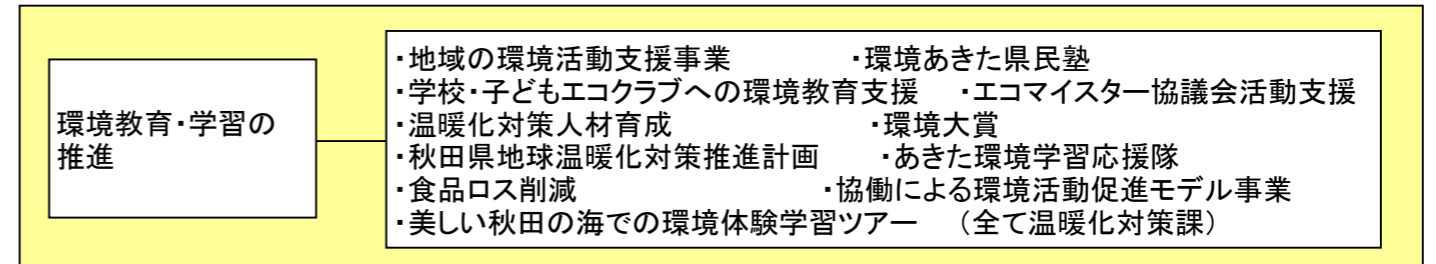 環境教育・学習の
推進
・地域の環境活動支援事業　　　　・環境あきた県民塾
・学校・子どもエコクラブへの環境教育支援　・エコマイスター協議会活動支援
・温暖化対策人材育成　　　　　　・環境大賞
・秋田県地球温暖化対策推進計画　　・あきた環境学習応援隊
・食品ロス削減　　　　　　　　　・協働による環境活動促進モデル事業
・美しい秋田の海での環境体験学習ツアー　（全て温暖化対策課）